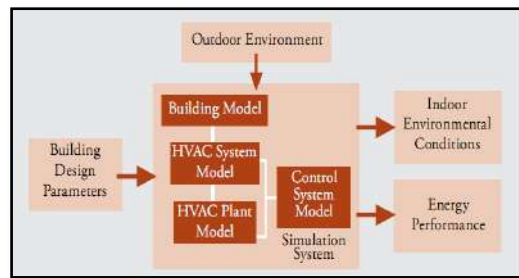 Outdoor Environment
Building Model
Building
Design
Parameters
HVAC System
Model
HVAC Plant
Model
Control
System
Model
Simulation
System
Indoor
Environmental
Conditions
Energy
Performance